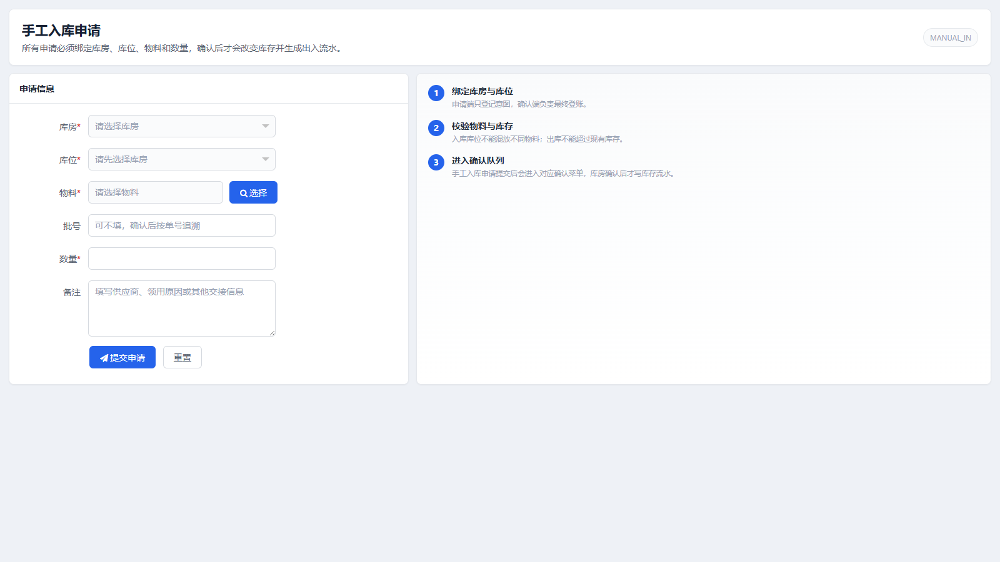 手工入库申请
所有申请必须绑定库房、库位、物料和数量，确认后才会改变库存并生成出入流水。
MANUAL_IN
申请信息
库房* 请选择库房
库位* 请先选择库房
物料* 请选择物料 选择
批号 可不填，确认后按单号追溯
数量*
备注 填写供应商、领用原因或其他交接信息
提交申请 重置
1 绑定库房与库位
申请端只登记意图，确认端负责最终登账。
2 校验物料与库存
入库库位不能混放不同物料；出库不能超过现有库存。
3 进入确认队列
手工入库申请提交后会进入对应确认菜单，库房确认后才写库存流水。